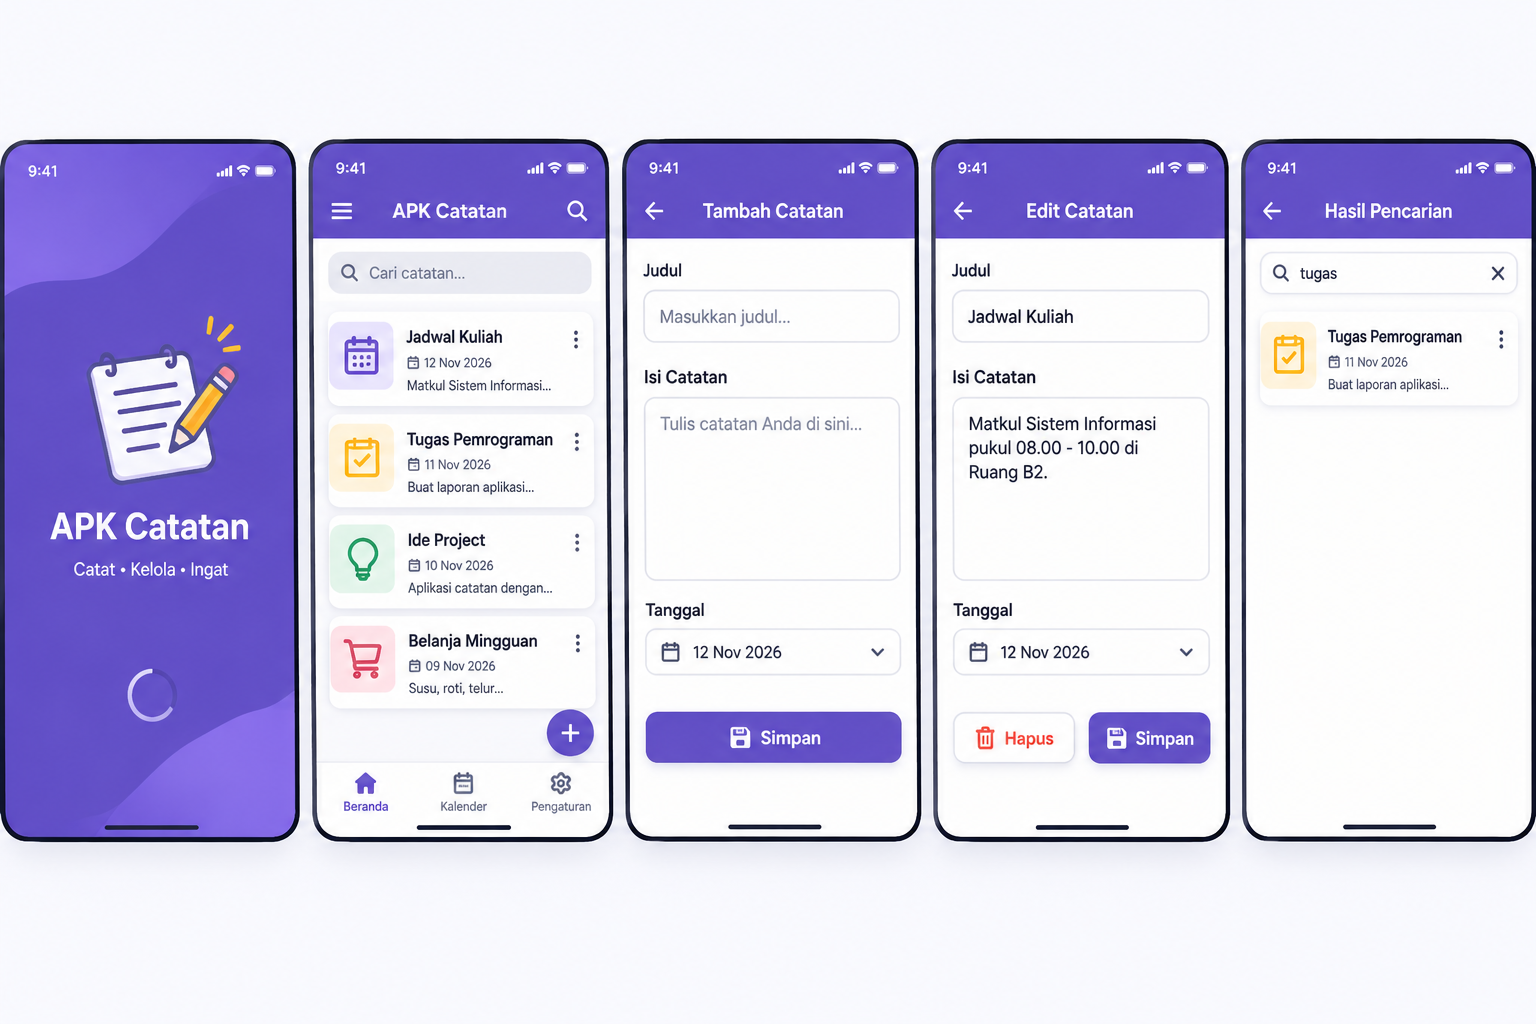 9:41
APK Catatan
Catat • Kelola • Ingat
9:41
APK Catatan
Cari catatan...
Jadwal Kuliah
12 Nov 2026
Matkul Sistem Informasi...
Tugas Pemrograman
11 Nov 2026
Buat laporan aplikasi...
Ide Project
10 Nov 2026
Aplikasi catatan dengan...
Belanja Mingguan
09 Nov 2026
Susu, roti, telur...
Beranda
Kalender
Pengaturan
9:41
Tambah Catatan
Judul
Masukkan judul...
Isi Catatan
Tulis catatan Anda di sini...
Tanggal
12 Nov 2026
Simpan
9:41
Edit Catatan
Judul
Jadwal Kuliah
Isi Catatan
Matkul Sistem Informasi
pukul 08.00 - 10.00 di
Ruang B2.
Tanggal
12 Nov 2026
Hapus
Simpan
9:41
Hasil Pencarian
tugas
Tugas Pemrograman
11 Nov 2026
Buat laporan aplikasi...